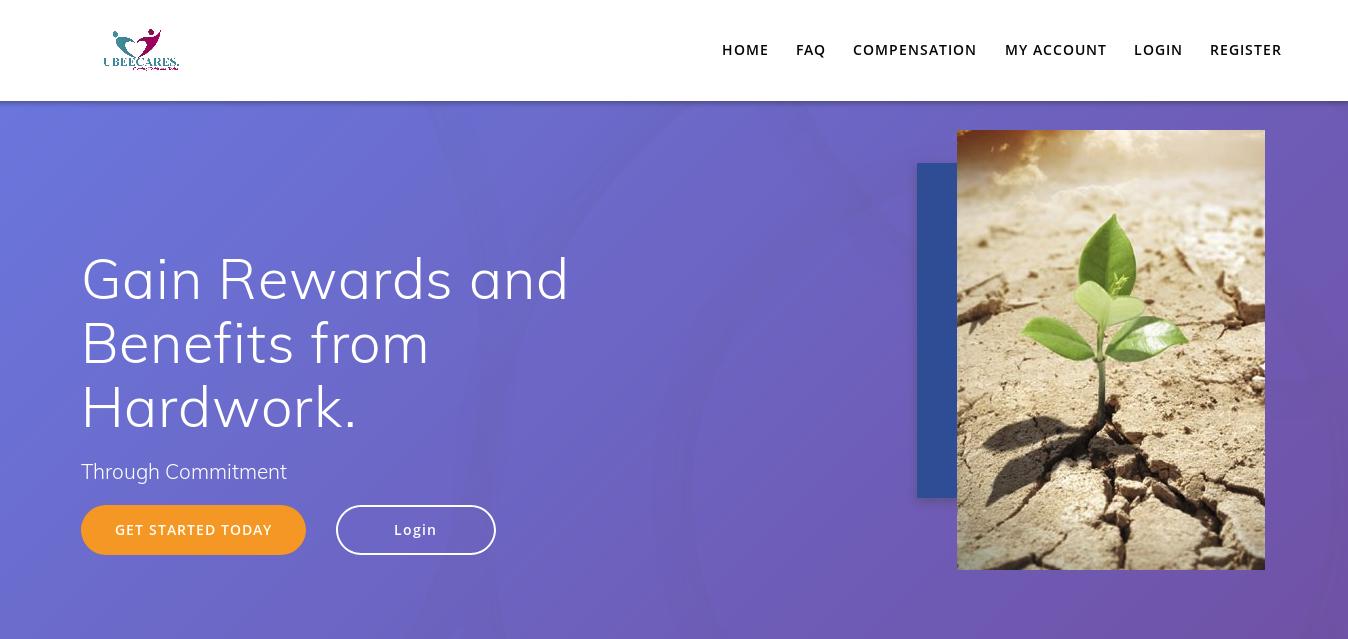 UBEECARES.
HOME FAQ COMPENSATION MY ACCOUNT LOGIN REGISTER
Gain Rewards and
Benefits from
Hardwork.
Through Commitment
GET STARTED TODAY Login